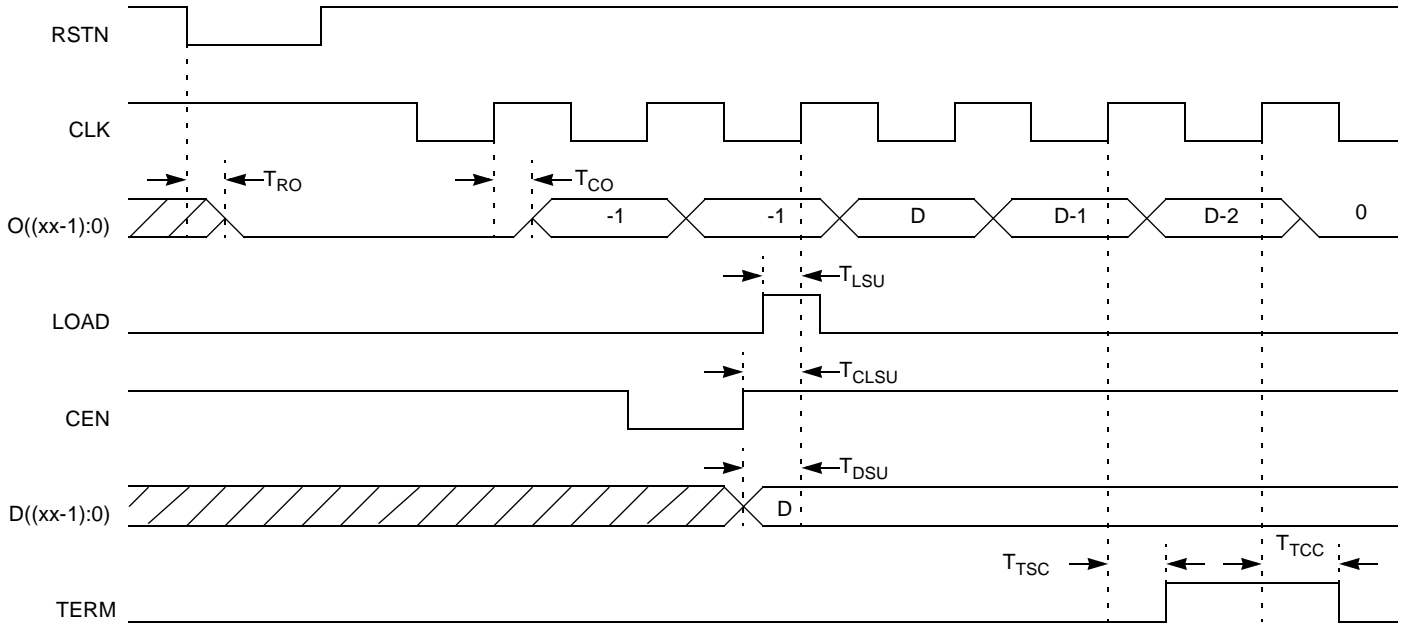 RSTN
CLK
TRO
TCO
O((xx-1):0)
-1
-1
D
D-1
D-2
0
TLSU
LOAD
TCLSU
CEN
TDSU
D((xx-1):0)
D
TTSC
TTCC
TERM